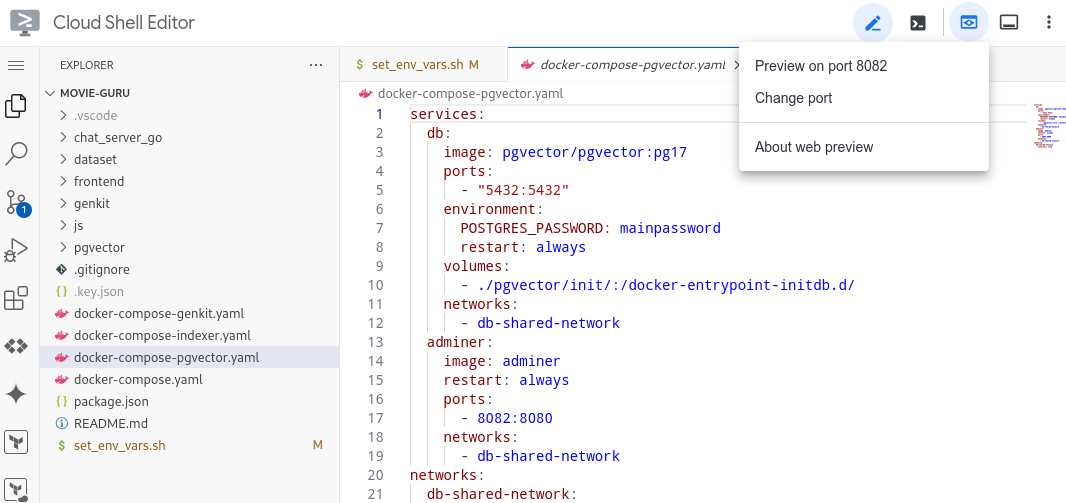 Cloud Shell Editor
EXPLORER
MOVIE-GURU
.vscode
chat_server_go
dataset
frontend
genkit
js
pgvector
.gitignore
.key.json
docker-compose-genkit.yaml
docker-compose-indexer.yaml
docker-compose-pgvector.yaml
docker-compose.yaml
package.json
README.md
$ set_env_vars.sh M
1
$ set_env_vars.sh M
docker-compose-pgvector.yaml
docker-compose-pgvector.yaml
1 services:
2 db:
3 image: pgvector/pgvector:pg17
4 ports:
5 - "5432:5432"
6 environment:
7 POSTGRES_PASSWORD: mainpassword
8 restart: always
9 volumes:
10 - ./pgvector/init/:/docker-entrypoint-initdb.d/
11 networks:
12 - db-shared-network
13 adminer:
14 image: adminer
15 restart: always
16 ports:
17 - 8082:8080
18 networks:
19 - db-shared-network
20 networks:
21 db-shared-network:
Preview on port 8082
Change port
About web preview